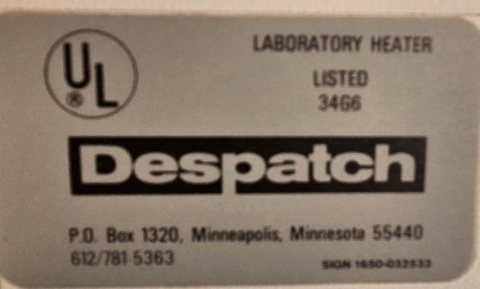 UL
®
LABORATORY HEATER
LISTED
34G6
Despatch
P.O. Box 1320, Minneapolis, Minnesota 55440
612/781-5363
SIGN 1650-032533